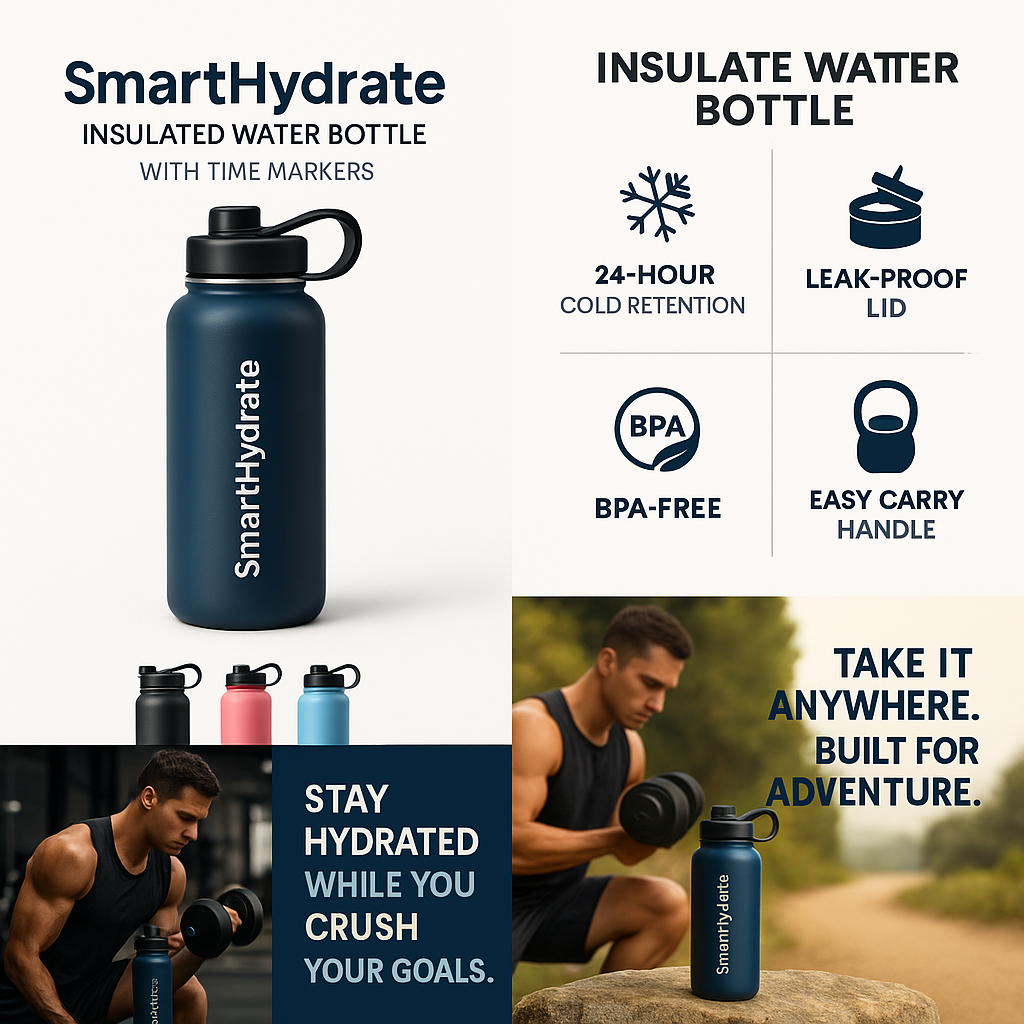 SmartHydrate
INSULATED WATER BOTTLE
WITH TIME MARKERS
SmartHydrate
INSULATE WATTER
BOTTLE
24-HOUR
COLD RETENTION
LEAK-PROOF
LID
BPA
BPA-FREE
EASY CARRY
HANDLE
STAY
HYDRATED
WHILE YOU
CRUSH
YOUR GOALS.
TAKE IT
ANYWHERE.
BUILT FOR
ADVENTURE.